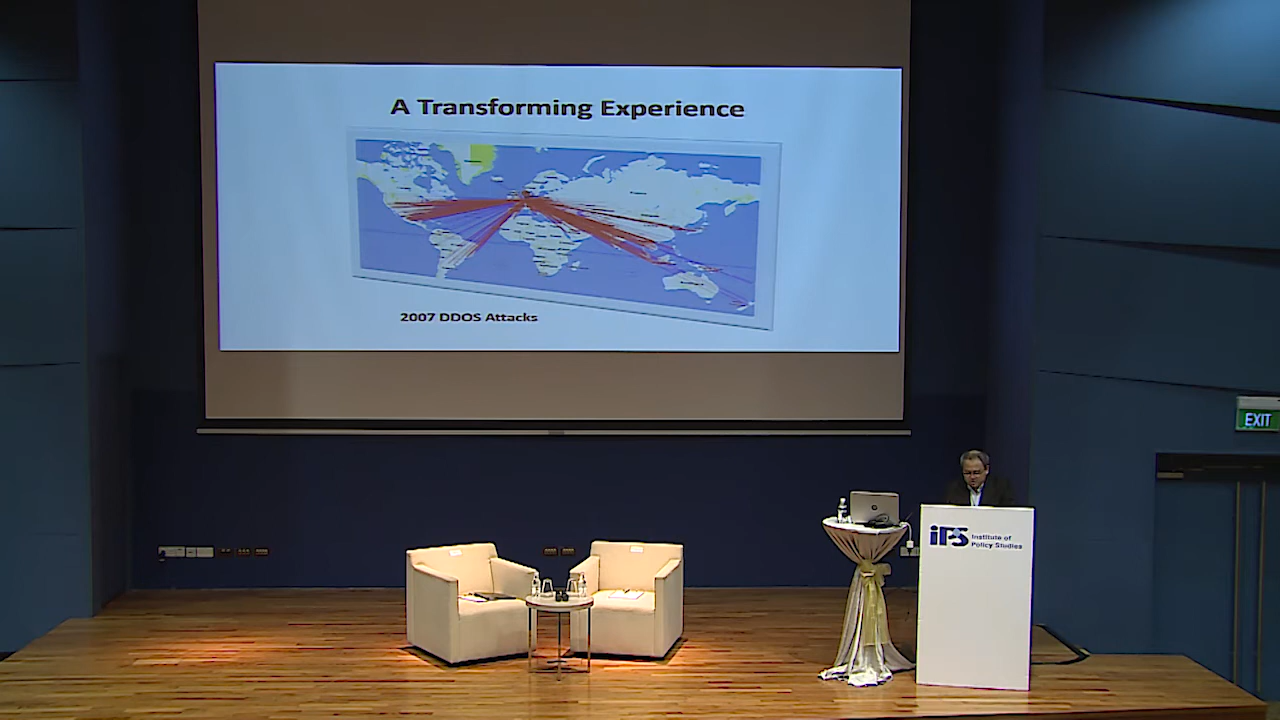 A Transforming Experience
2007 DDOS Attacks
EXIT
iPS Institute of
Policy Studies